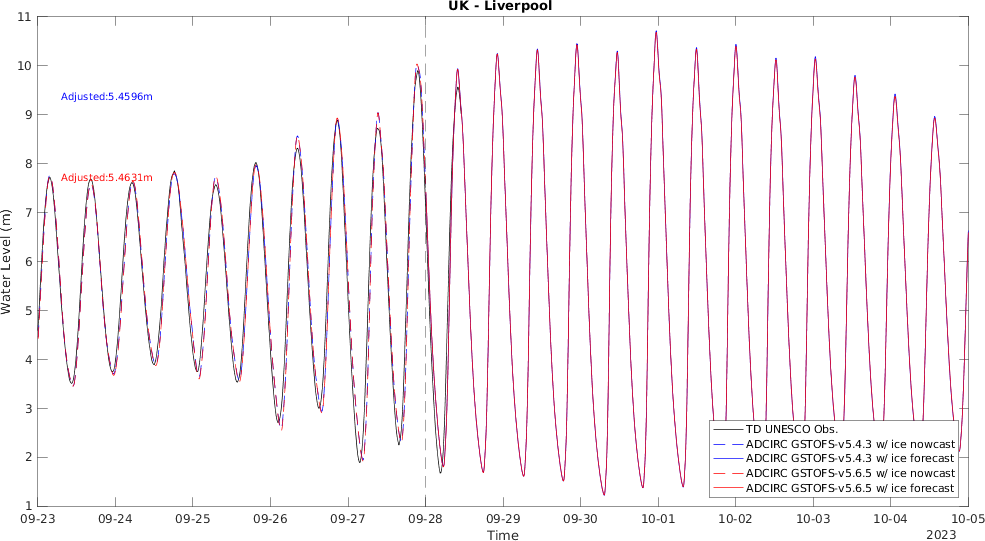 UK - Liverpool
11
10
9
8
7
6
5
4
3
2
1
Water Level (m)
Adjusted:5.4596m
Adjusted:5.4631m
TD UNESCO Obs.
ADCIRC GSTOFS-v5.4.3 w/ ice nowcast
ADCIRC GSTOFS-v5.4.3 w/ ice forecast
ADCIRC GSTOFS-v5.6.5 w/ ice nowcast
ADCIRC GSTOFS-v5.6.5 w/ ice forecast
09-23 09-24 09-25 09-26 09-27 09-28 09-29 09-30 10-01 10-02 10-03 10-04 10-05
Time
2023